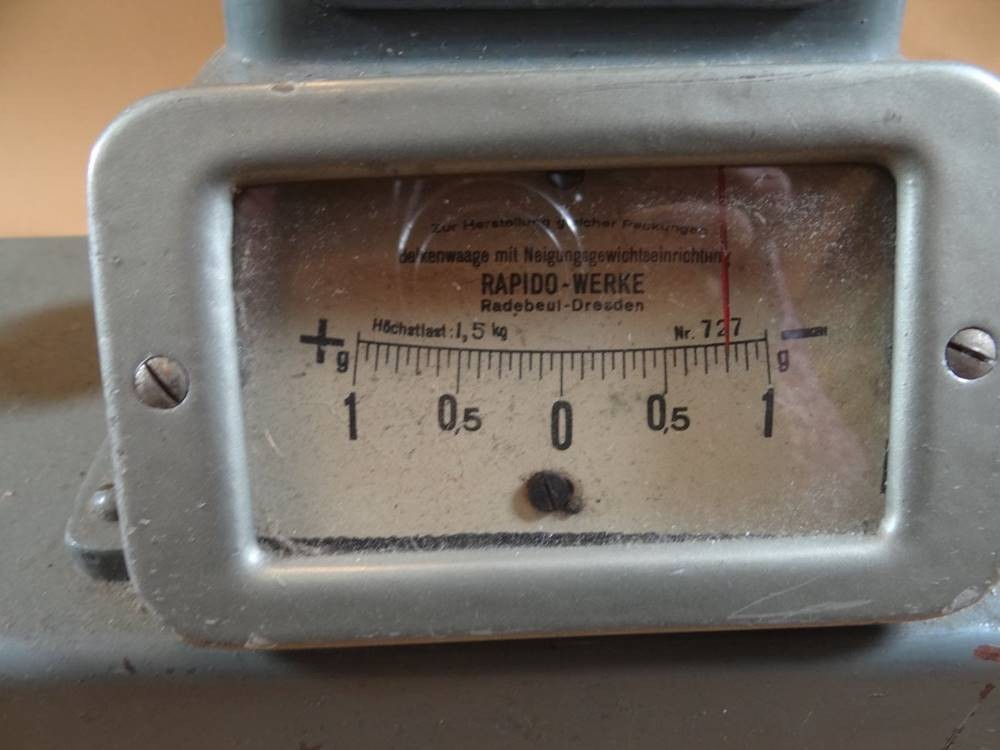 Zur Herstellung gleicher Packungen
Balkenwaage mit Neigungsgewichtseinrichtung
RAPIDO-WERKE
Radebeul-Dresden
Höchstlast: 1,5 kg Nr. 727
+ g g −
1 0,5 0 0,5 1